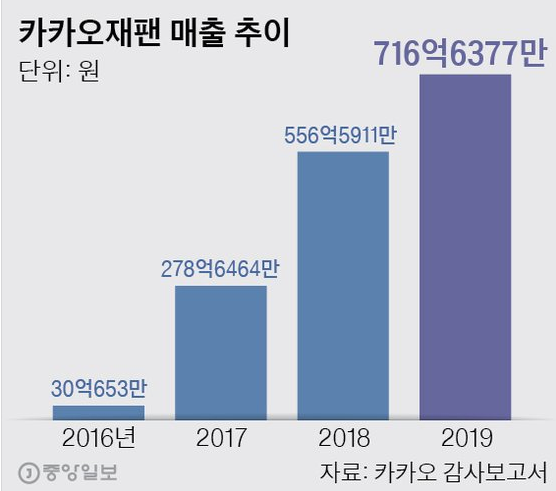 카카오재팬 매출 추이
단위: 원
716억6377만
556억5911만
278억6464만
30억653만
2016년 2017 2018 2019
중앙일보 자료: 카카오 감사보고서